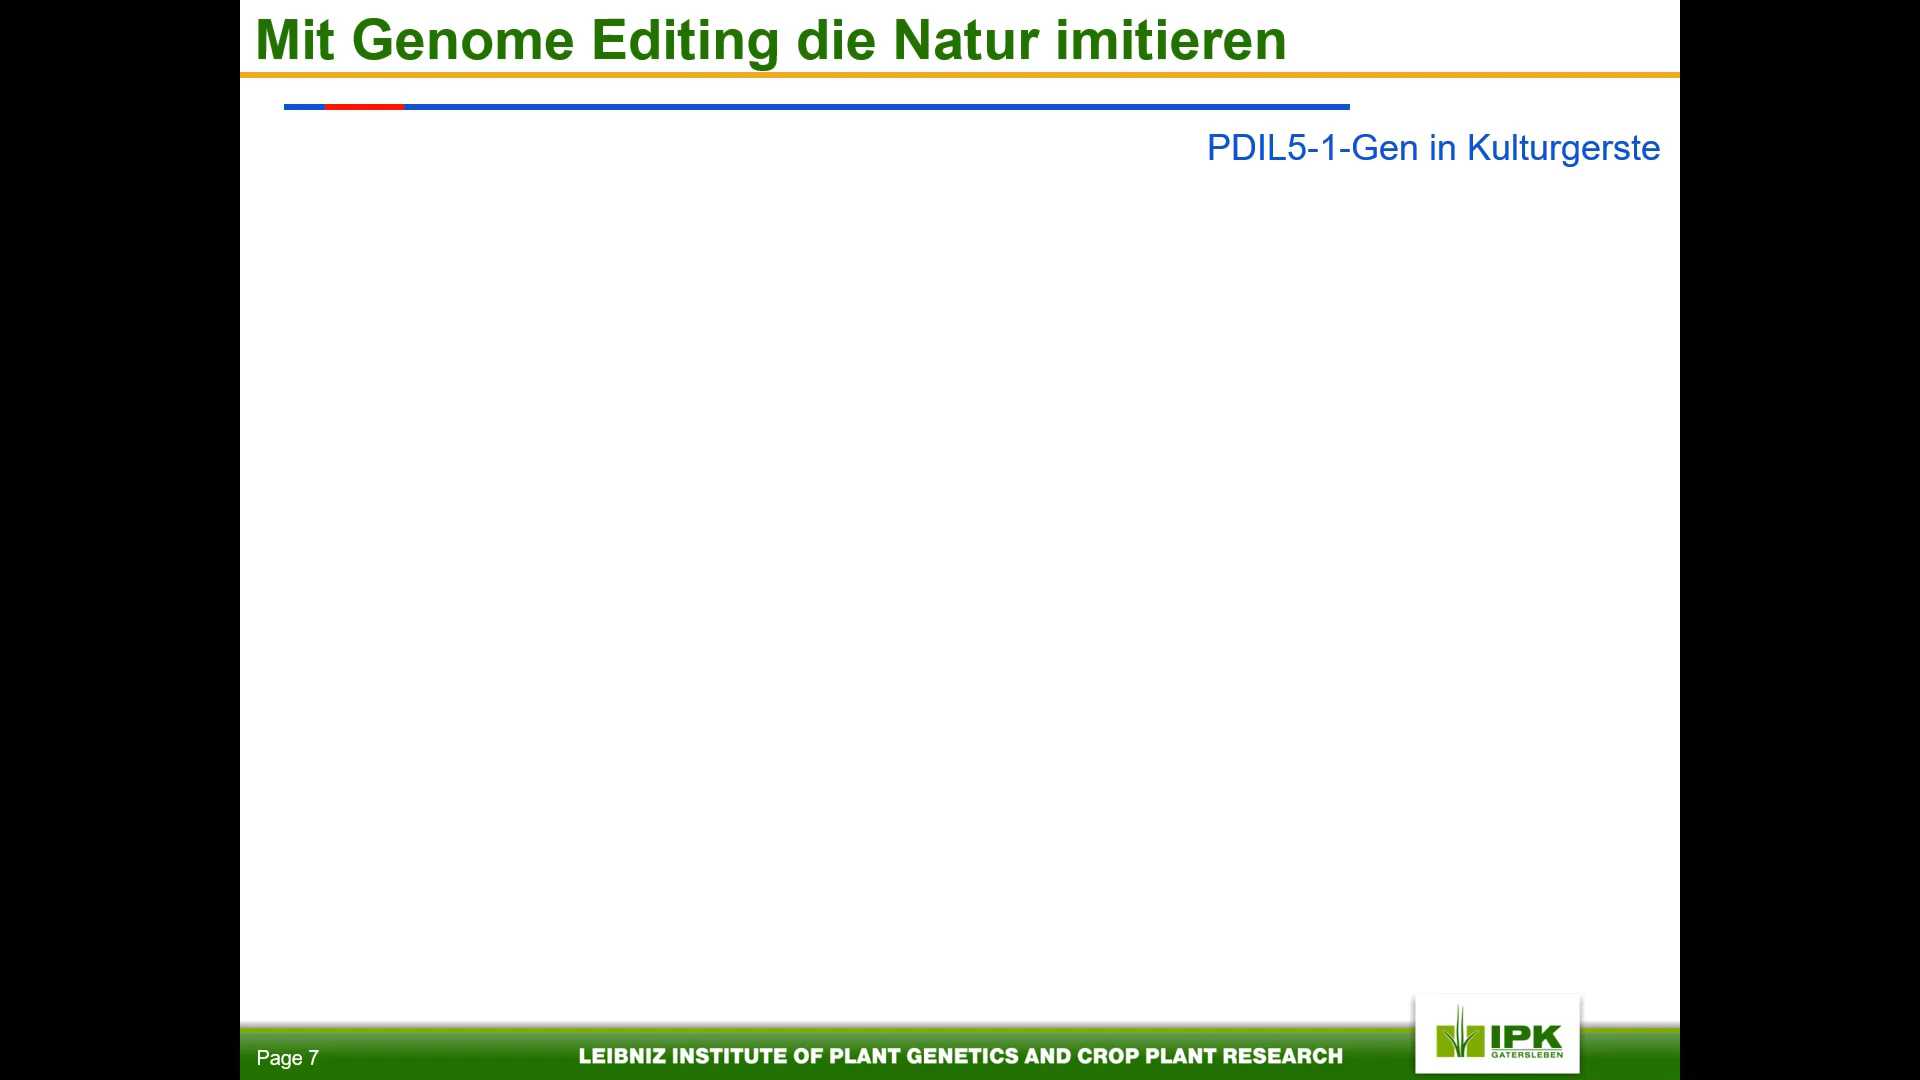 Mit Genome Editing die Natur imitieren
PDIL5-1-Gen in Kulturgerste
Page 7
LEIBNIZ INSTITUTE OF PLANT GENETICS AND CROP PLANT RESEARCH
IPK
GATERSLEBEN